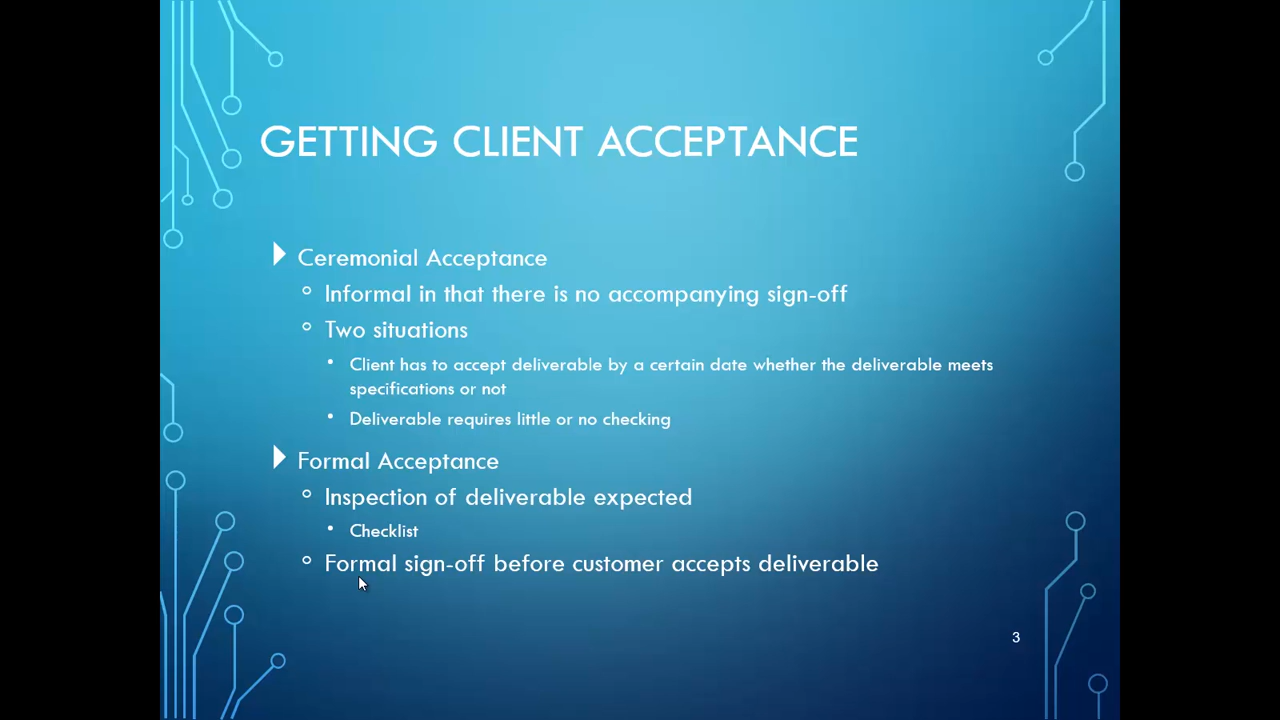 GETTING CLIENT ACCEPTANCE
Ceremonial Acceptance
Informal in that there is no accompanying sign-off
Two situations
Client has to accept deliverable by a certain date whether the deliverable meets
specifications or not
Deliverable requires little or no checking
Formal Acceptance
Inspection of deliverable expected
Checklist
Formal sign-off before customer accepts deliverable
3